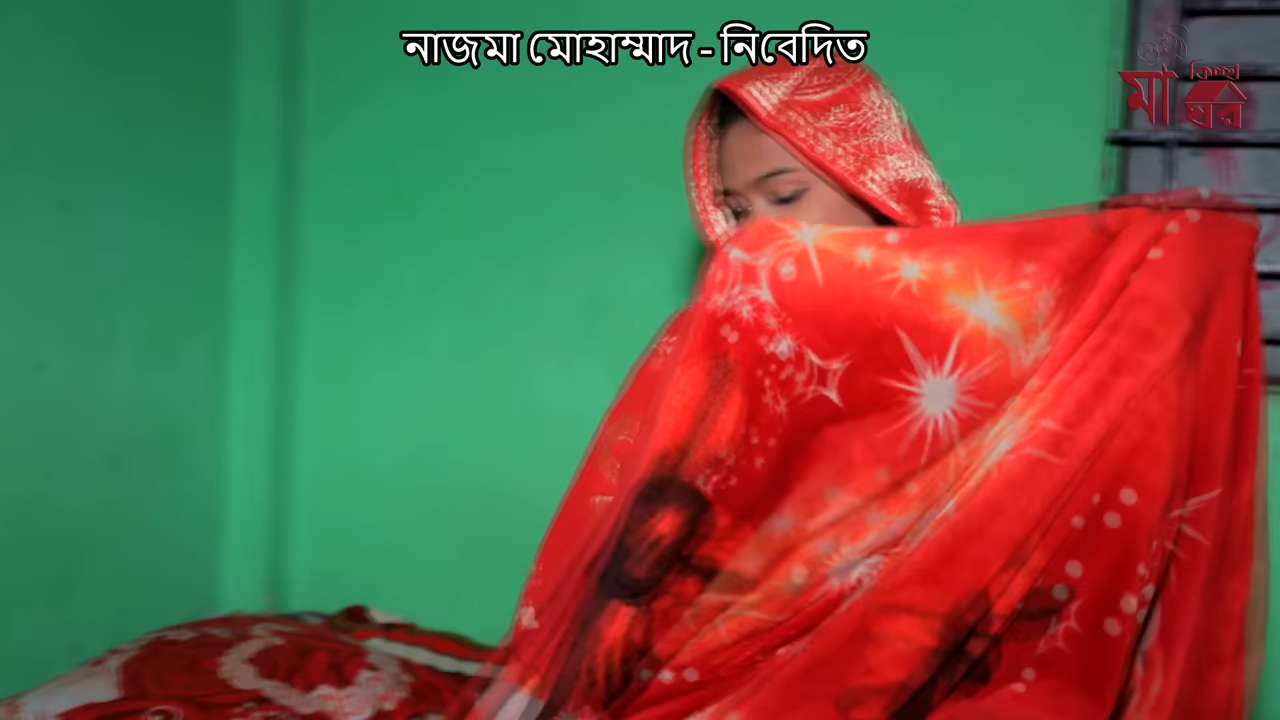 নাজমা মোহাম্মাদ - নিবেদিত
মা
কিচ্ছা
ঘর